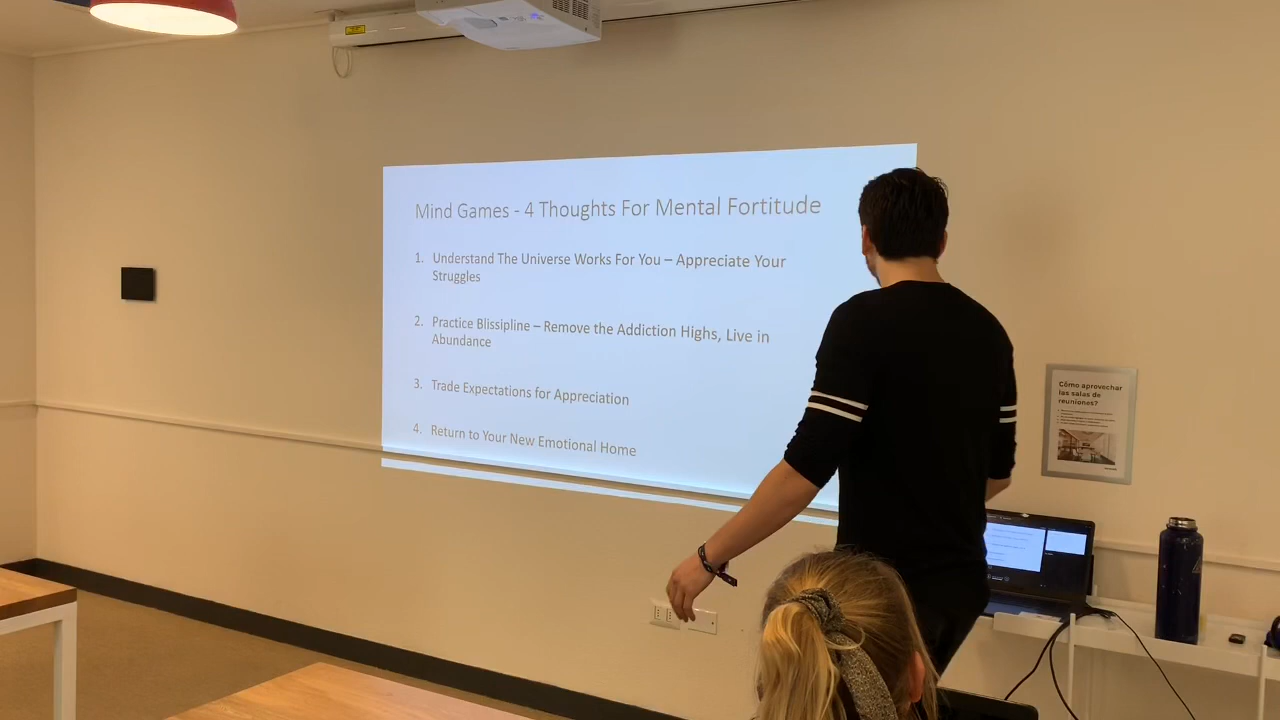 Mind Games - 4 Thoughts For Mental Fortitude
1. Understand The Universe Works For You – Appreciate Your
Struggles
2. Practice Blissipline – Remove the Addiction Highs, Live in
Abundance
3. Trade Expectations for Appreciation
4. Return to Your New Emotional Home
Cómo aprovechar
las salas de
reuniones?